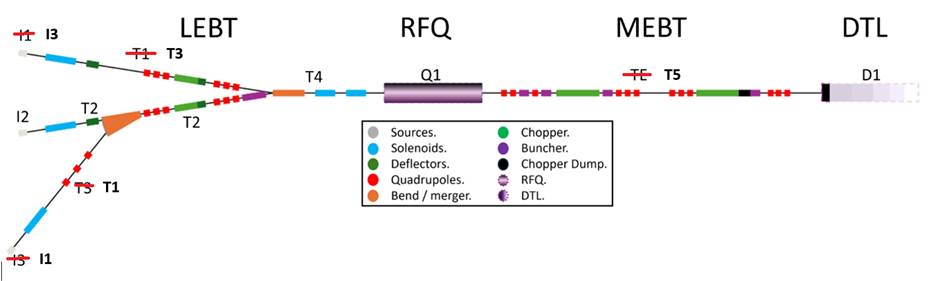 LEBT RFQ MEBT DTL
I1 I3
T1 T3
TE T5
T4 Q1 D1
I2 T2
T2
T3 T1
I3 I1
Sources. Chopper.
Solenoids. Buncher.
Deflectors. Chopper Dump.
Quadrupoles. RFQ.
Bend / merger. DTL.